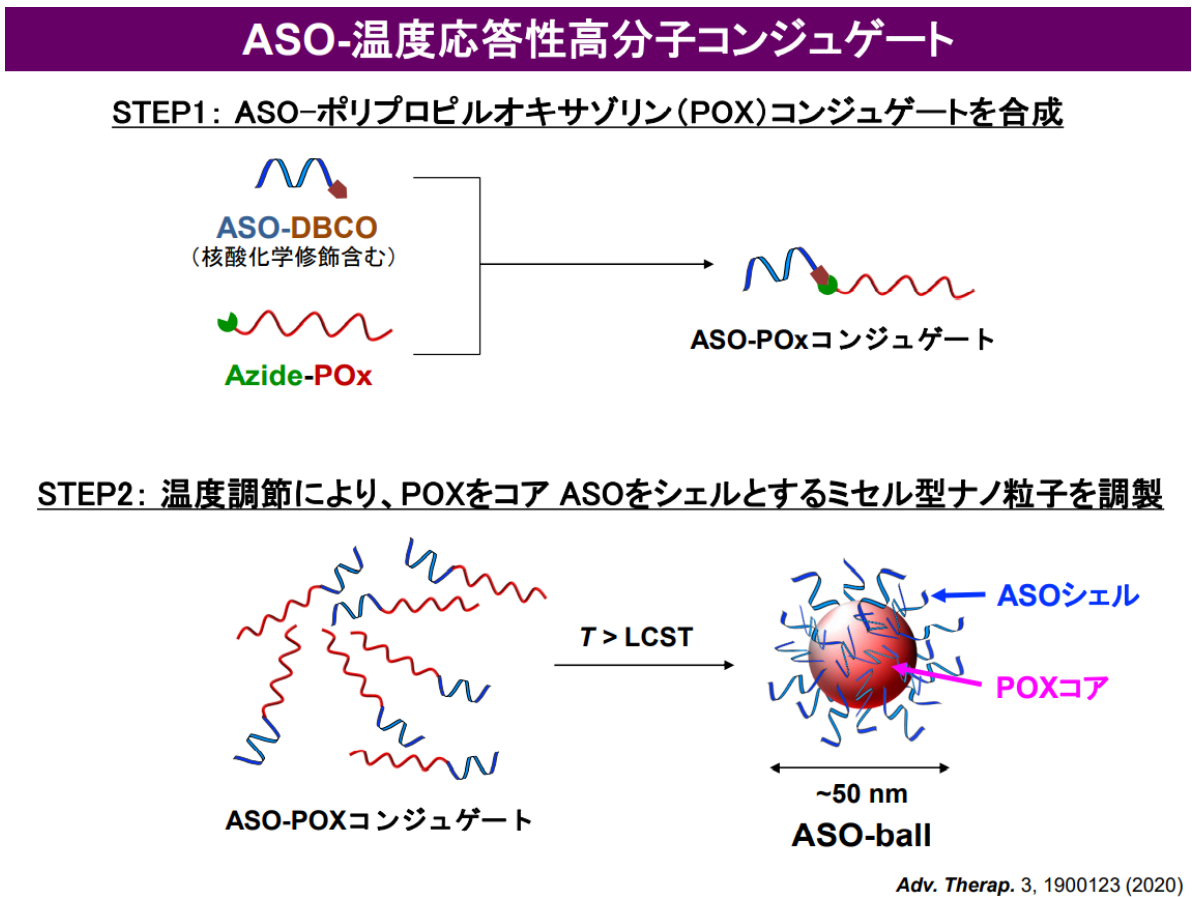 ASO-温度応答性高分子コンジュゲート
STEP1： ASO−ポリプロピルオキサゾリン（POX）コンジュゲートを合成
ASO-DBCO
（核酸化学修飾含む）
Azide-POx
ASO-POxコンジュゲート
STEP2： 温度調節により、POXをコア ASOをシェルとするミセル型ナノ粒子を調製
T > LCST
ASOシェル
POXコア
~50 nm
ASO-POXコンジュゲート
ASO-ball
Adv. Therap. 3, 1900123 (2020)